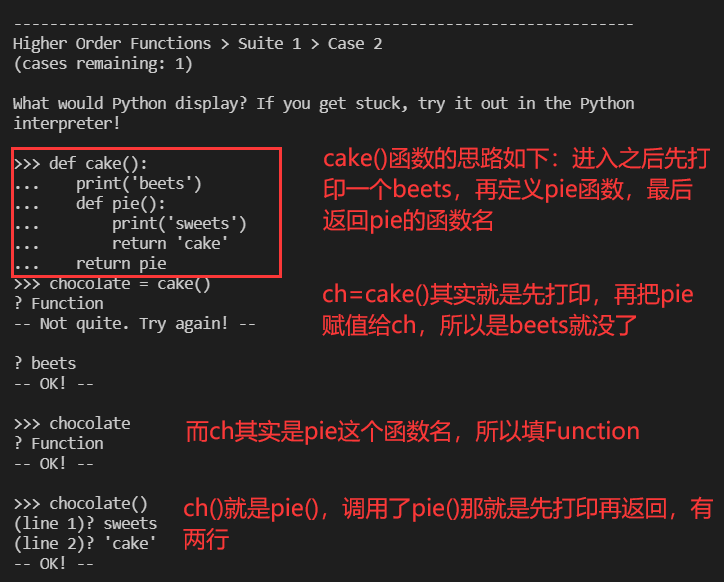 --------------------------------------------------------------------
Higher Order Functions > Suite 1 > Case 2
(cases remaining: 1)
What would Python display? If you get stuck, try it out in the Python
interpreter!
>>> def cake():
...    print('beets')
...    def pie():
...        print('sweets')
...        return 'cake'
...    return pie
cake()函数的思路如下：进入之后先打
印一个beets，再定义pie函数，最后
返回pie的函数名
>>> chocolate = cake()
? Function
-- Not quite. Try again! --
ch=cake()其实就是先打印，再把pie
赋值给ch，所以是beets就没了
? beets
-- OK! --
>>> chocolate
? Function
-- OK! --
而ch其实是pie这个函数名，所以填Function
>>> chocolate()
(line 1)? sweets
(line 2)? 'cake'
-- OK! --
ch()就是pie()，调用了pie()那就是先打印再返回，有
两行